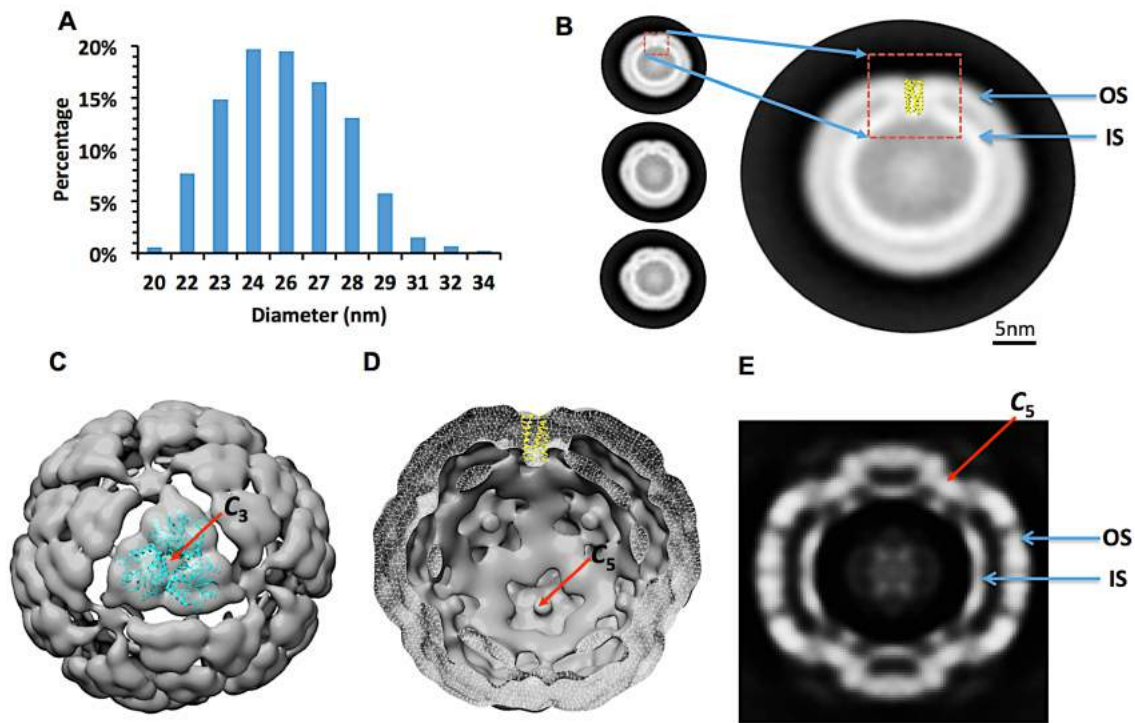 A
20%
15%
10%
5%
0%
Percentage
20 22 23 24 26 27 28 29 31 32 34
Diameter (nm)
B
OS
IS
5nm
C
C3
D
C5
E
C5
OS
IS